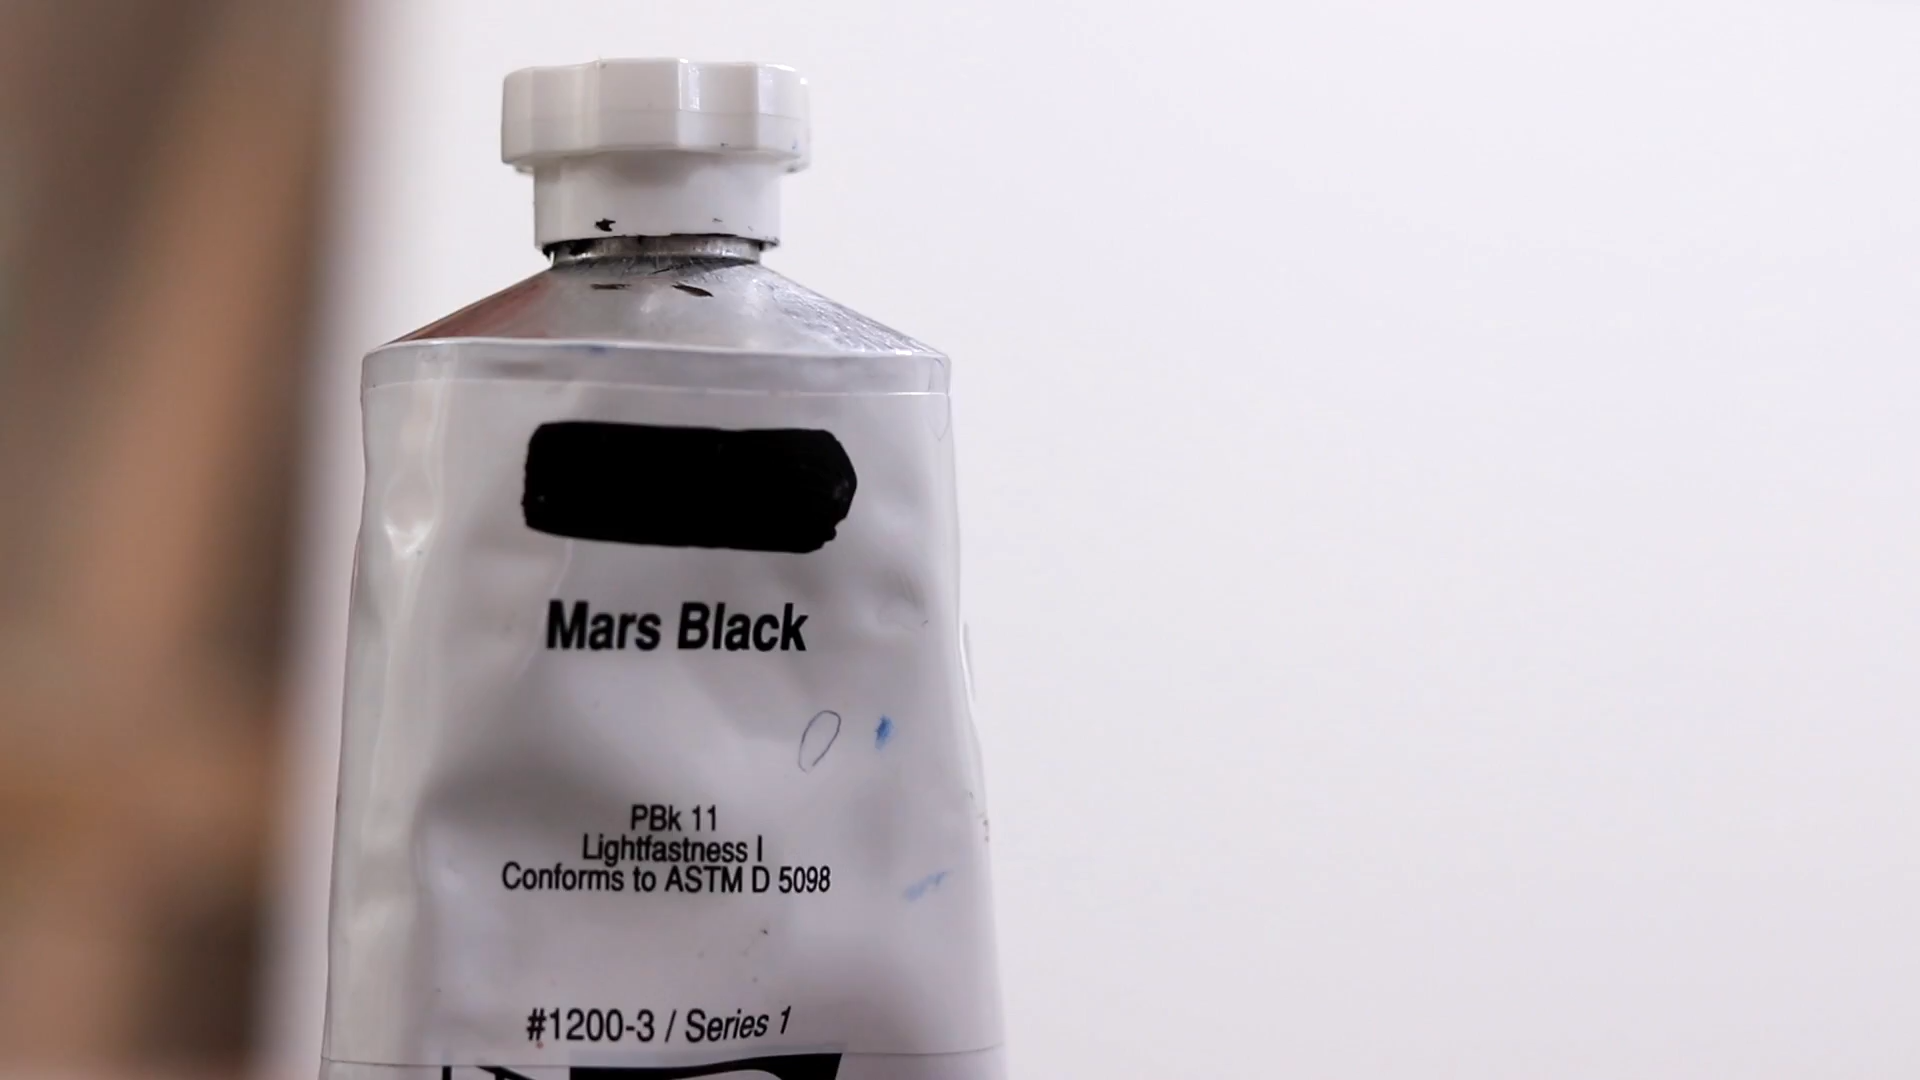 Mars Black
PBk 11
Lightfastness I
Conforms to ASTM D 5098
#1200-3 / Series 1